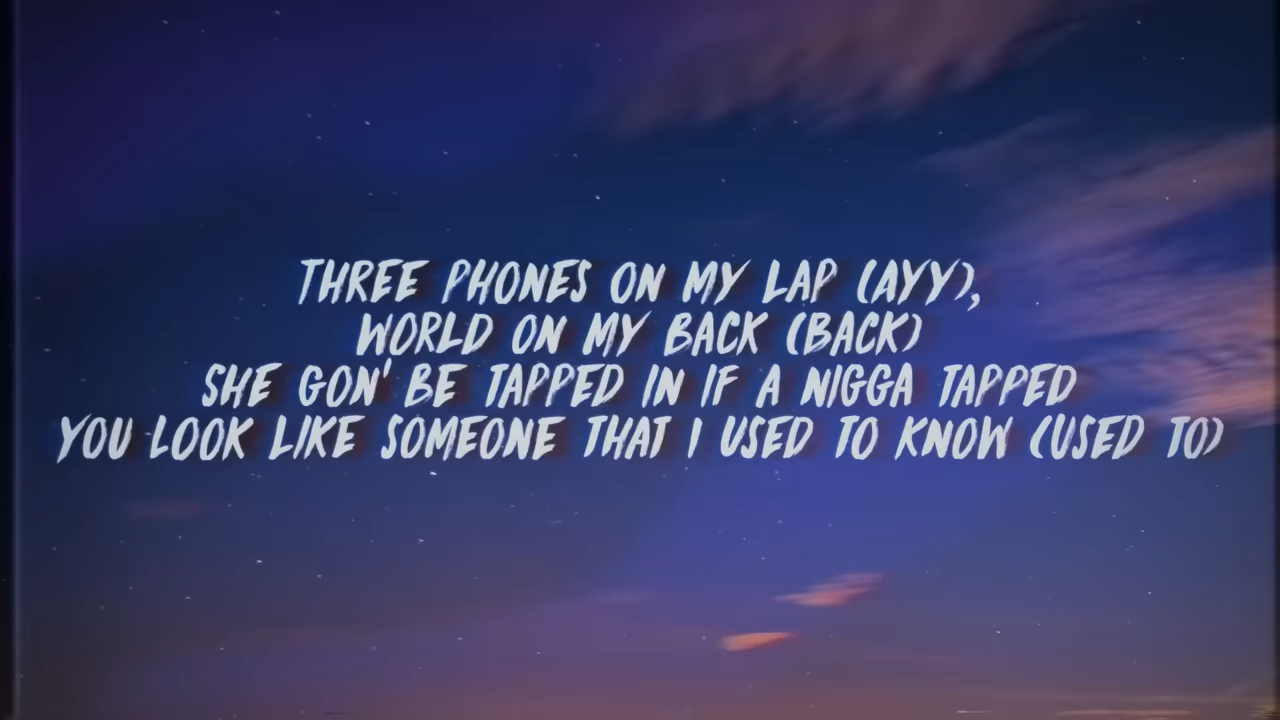 THREE PHONES ON MY LAP (AYY),
WORLD ON MY BACK (BACK)
SHE GON' BE TAPPED IN IF A NIGGA TAPPED
YOU LOOK LIKE SOMEONE THAT I USED TO KNOW (USED TO)